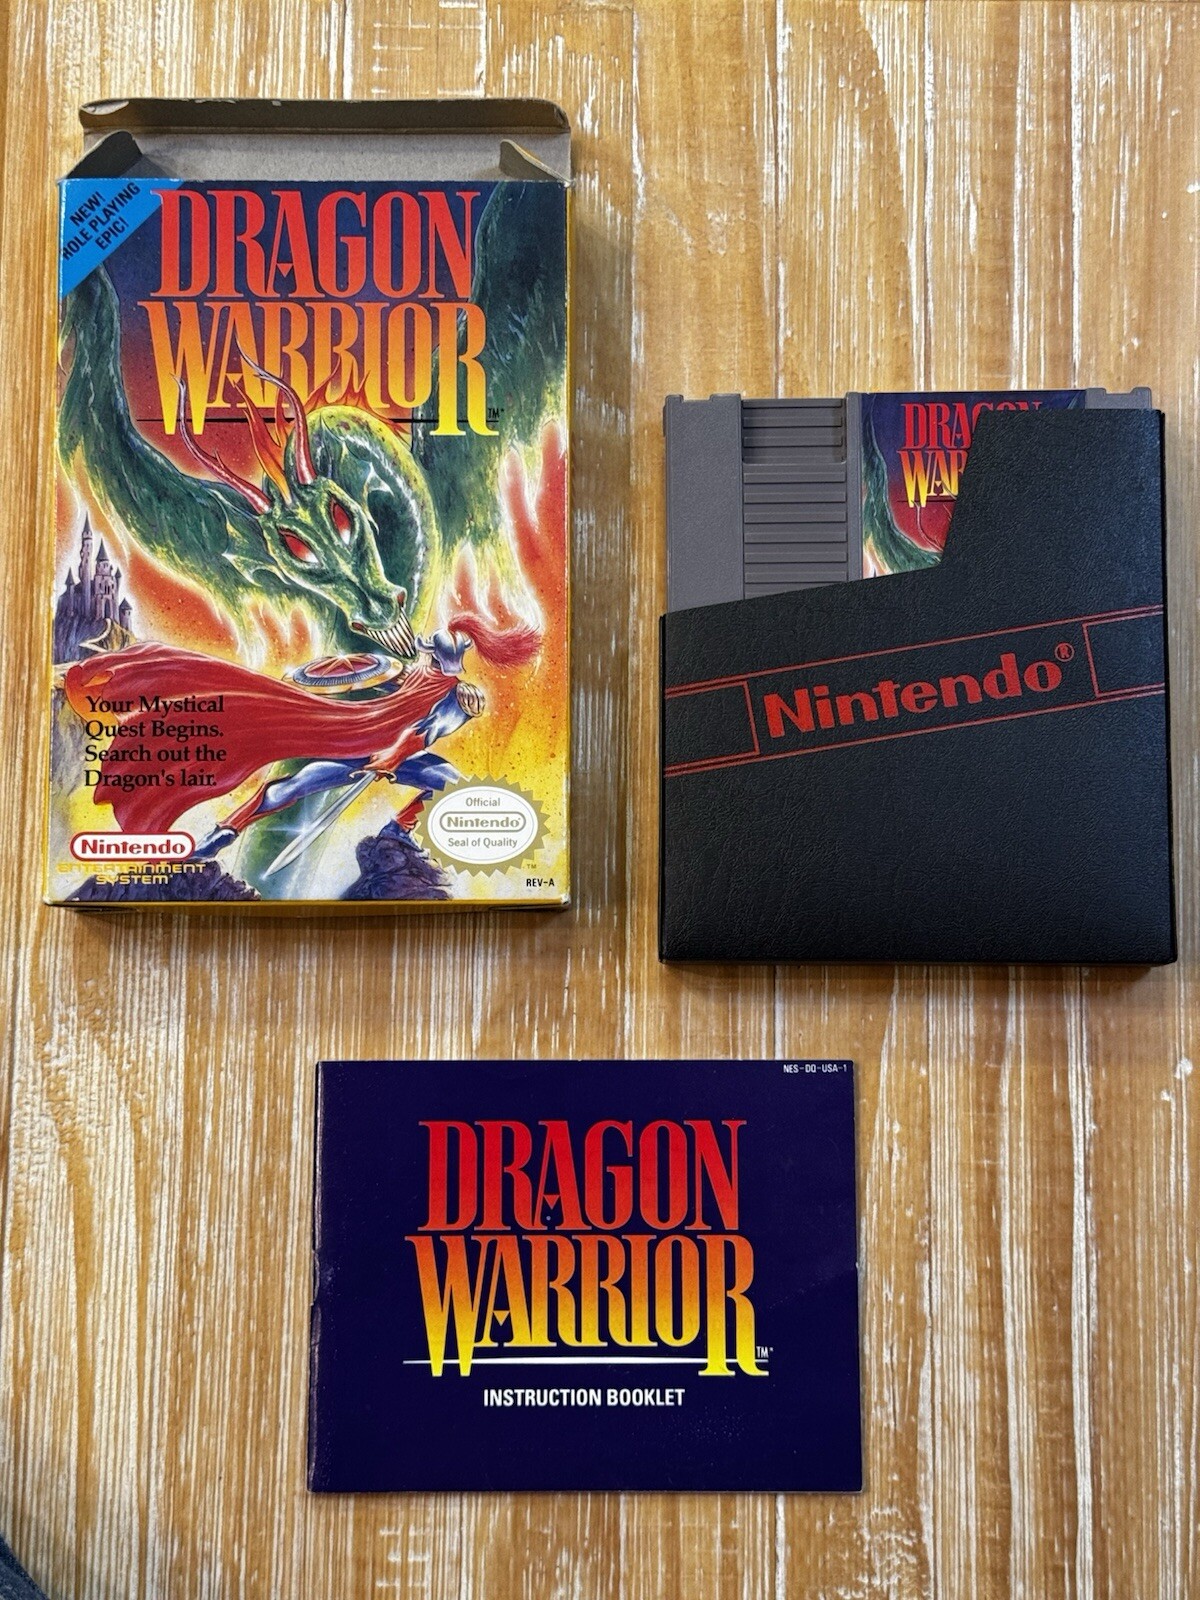 NEW!
ROLE PLAYING
EPIC!
DRAGON
WARRIOR
TM*
Your Mystical
Quest Begins.
Search out the
Dragon's lair.
Nintendo
ENTERTAINMENT
SYSTEM
Official
Nintendo
Seal of Quality
TM
REV-A
DRAGON
WAR
Nintendo®
NES-DQ-USA-1
DRAGON
WARRIOR
TM*
INSTRUCTION BOOKLET